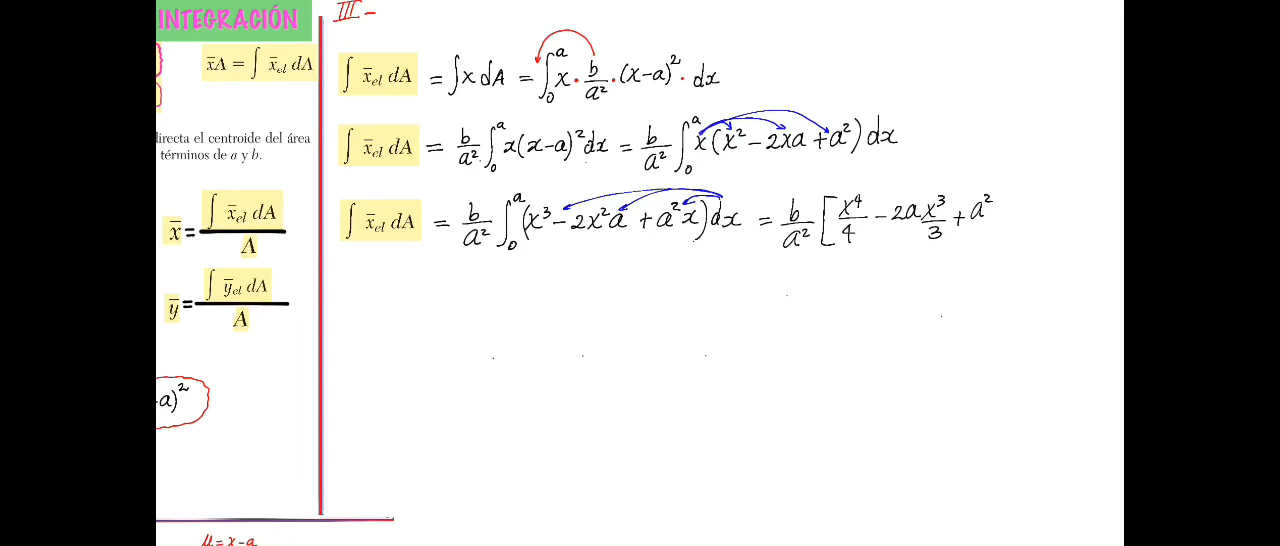 INTEGRACIÓN
x̄A = ∫ x̄el dA
directa el centroide del área
términos de a y b.
x̄ = ∫ x̄el dA / A
ȳ = ∫ ȳel dA / A
-a)²
μ = x-a
III -
∫ x̄el dA = ∫ x dA = ∫₀ᵃ x · b/a² · (x-a)² · dx
∫ x̄el dA = b/a² ∫₀ᵃ x(x-a)² dx = b/a² ∫₀ᵃ x(x² - 2xa + a²) dx
∫ x̄el dA = b/a² ∫₀ᵃ (x³ - 2x²a + a²x) dx = b/a² [x⁴/4 - 2a x³/3 + a²